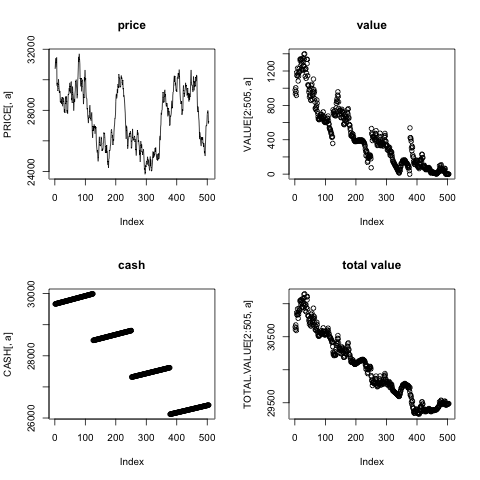 price
value
PRICE[, a]
24000 28000 32000
0 100 200 300 400 500
Index
VALUE[2:505, a]
0 400 800 1200
0 100 200 300 400 500
Index
cash
total value
CASH[, a]
26000 28000 30000
0 100 200 300 400 500
Index
TOTAL.VALUE[2:505, a]
29500 30500
0 100 200 300 400 500
Index